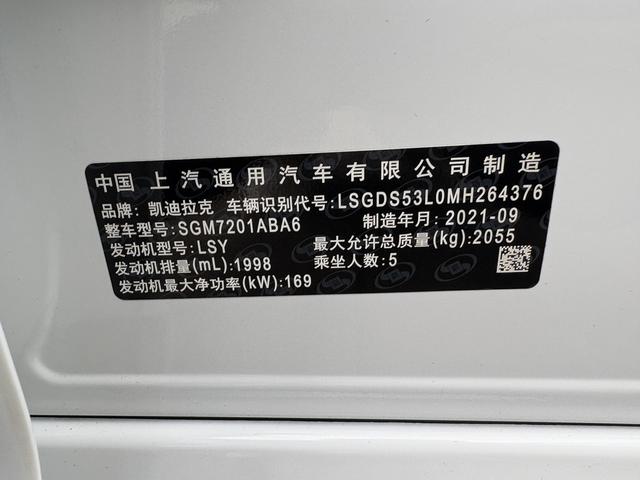 中国 上汽通用汽车有限公司制造
品牌: 凯迪拉克 车辆识别代号: LSGDS53L0MH264376
整车型号: SGM7201ABA6 制造年月: 2021-09
发动机型号: LSY 最大允许总质量(kg): 2055
发动机排量(mL): 1998 乘坐人数: 5
发动机最大净功率(kW): 169